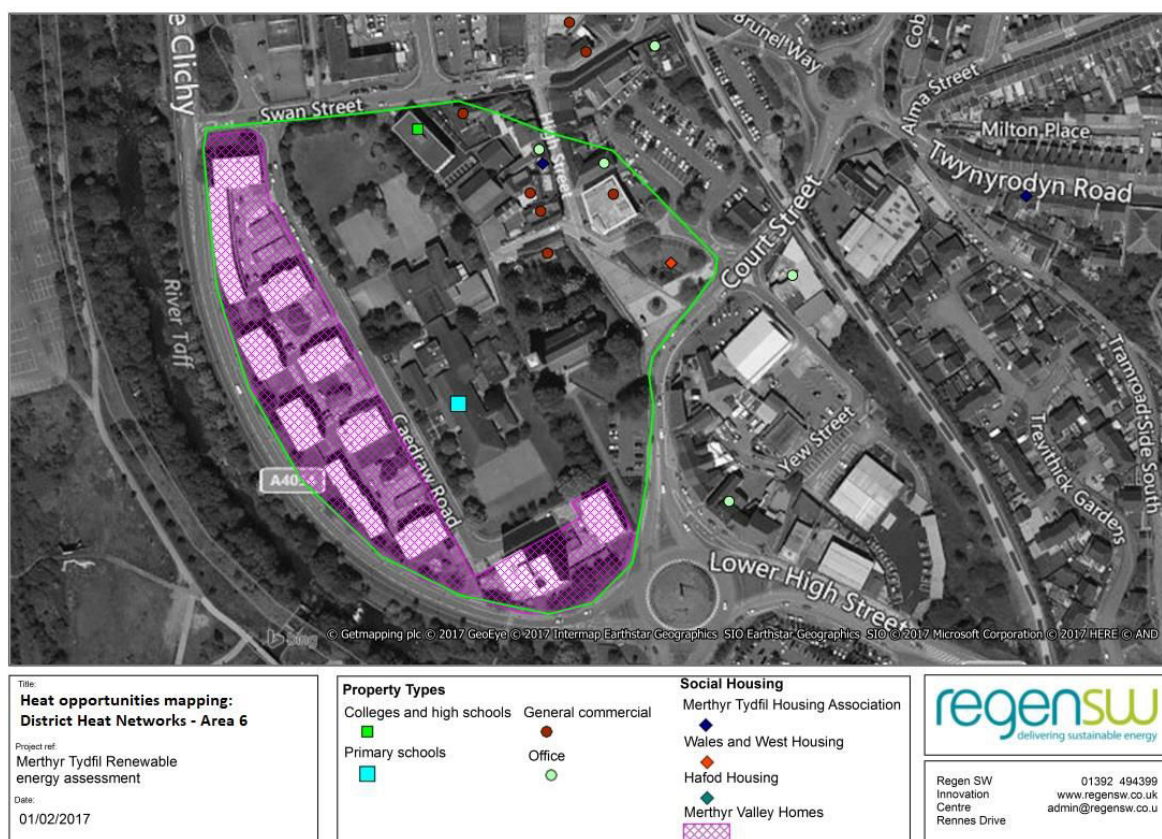 e Clichy
Swan Street
High Street
Brunel Way
Cob
Alma Street
Milton Place
Twynyrodyn Road
Court Street
River Taff
Caedraw Road
Yew Street
Tramroad Side South
Trevithick Gardens
Lower High Street
bing
© Getmapping plc © 2017 GeoEye © 2017 Intermap Earthstar Geographics SIO Earthstar Geographics SIO © 2017 Microsoft Corporation © 2017 HERE © AND
Title:
Heat opportunities mapping:
District Heat Networks - Area 6
Project ref:
Merthyr Tydfil Renewable
energy assessment
Date:
01/02/2017
Property Types
Colleges and high schools
General commercial
Primary schools
Office
Social Housing
Merthyr Tydfil Housing Association
Wales and West Housing
Hafod Housing
Merthyr Valley Homes
regensw
delivering sustainable energy
Regen SW
Innovation
Centre
Rennes Drive
01392 494399
www.regensw.co.uk
admin@regensw.co.u